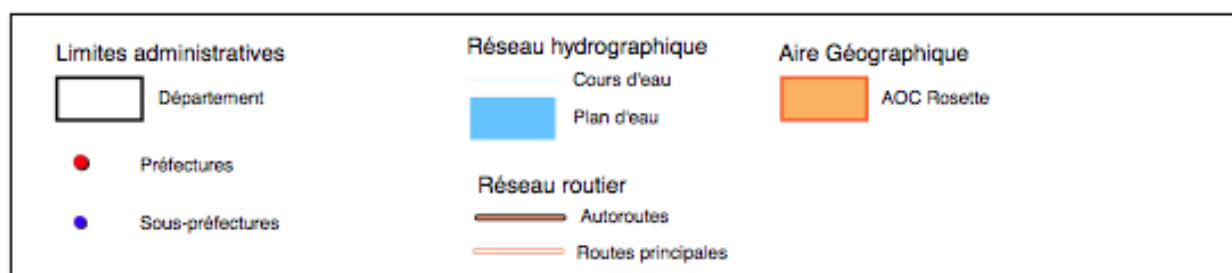 Limites administratives
Département
Préfectures
Sous-préfectures
Réseau hydrographique
Cours d'eau
Plan d'eau
Réseau routier
Autoroutes
Routes principales
Aire Géographique
AOC Rosette